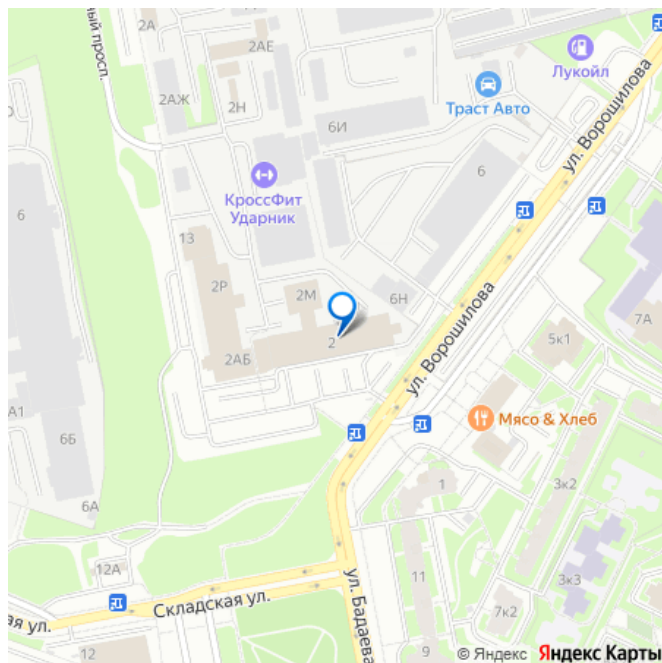 2А
ный просп.
2АЕ
Лукойл
2АЖ
2Н
Траст Авто
6И
ул. Ворошилова
6
КроссФит
Ударник
6
13
2Р
2М
6Н
ул. Ворошилова
7А
2
5к1
2АБ
А1
Мясо & Хлеб
6Б
1
3к2
6А
12А
11
3к3
Складская ул.
7к2
ая ул.
ул. Бадаева
12
9
© Яндекс Яндекс Карты